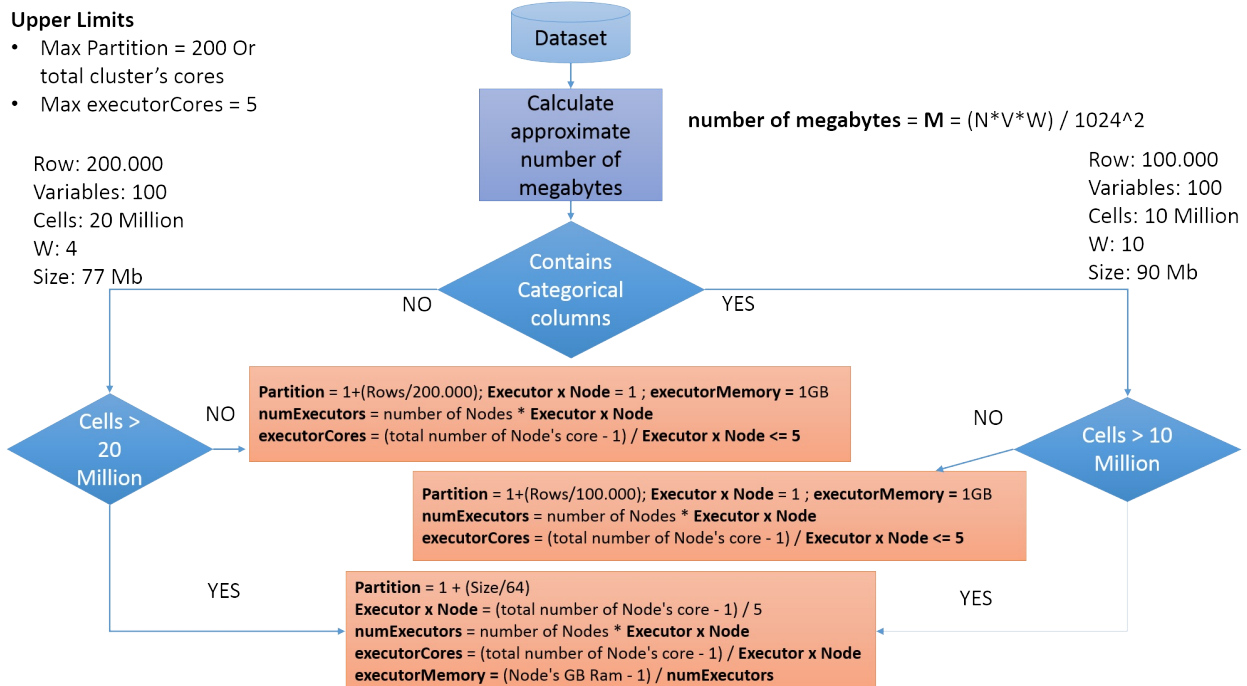 Upper Limits
• Max Partition = 200 Or
total cluster's cores
• Max executorCores = 5
Dataset
Calculate
approximate
number of
megabytes
number of megabytes = M = (N*V*W) / 1024^2
Row: 200.000
Variables: 100
Cells: 20 Million
W: 4
Size: 77 Mb
Row: 100.000
Variables: 100
Cells: 10 Million
W: 10
Size: 90 Mb
Contains
Categorical
columns
NO
YES
Cells >
20
Million
NO
Partition = 1+(Rows/200.000); Executor x Node = 1 ; executorMemory = 1GB
numExecutors = number of Nodes * Executor x Node
executorCores = (total number of Node's core - 1) / Executor x Node <= 5
NO
Cells > 10
Million
Partition = 1+(Rows/100.000); Executor x Node = 1 ; executorMemory = 1GB
numExecutors = number of Nodes * Executor x Node
executorCores = (total number of Node's core - 1) / Executor x Node <= 5
YES
YES
Partition = 1 + (Size/64)
Executor x Node = (total number of Node's core - 1) / 5
numExecutors = number of Nodes * Executor x Node
executorCores = (total number of Node's core - 1) / Executor x Node
executorMemory = (Node's GB Ram - 1) / numExecutors